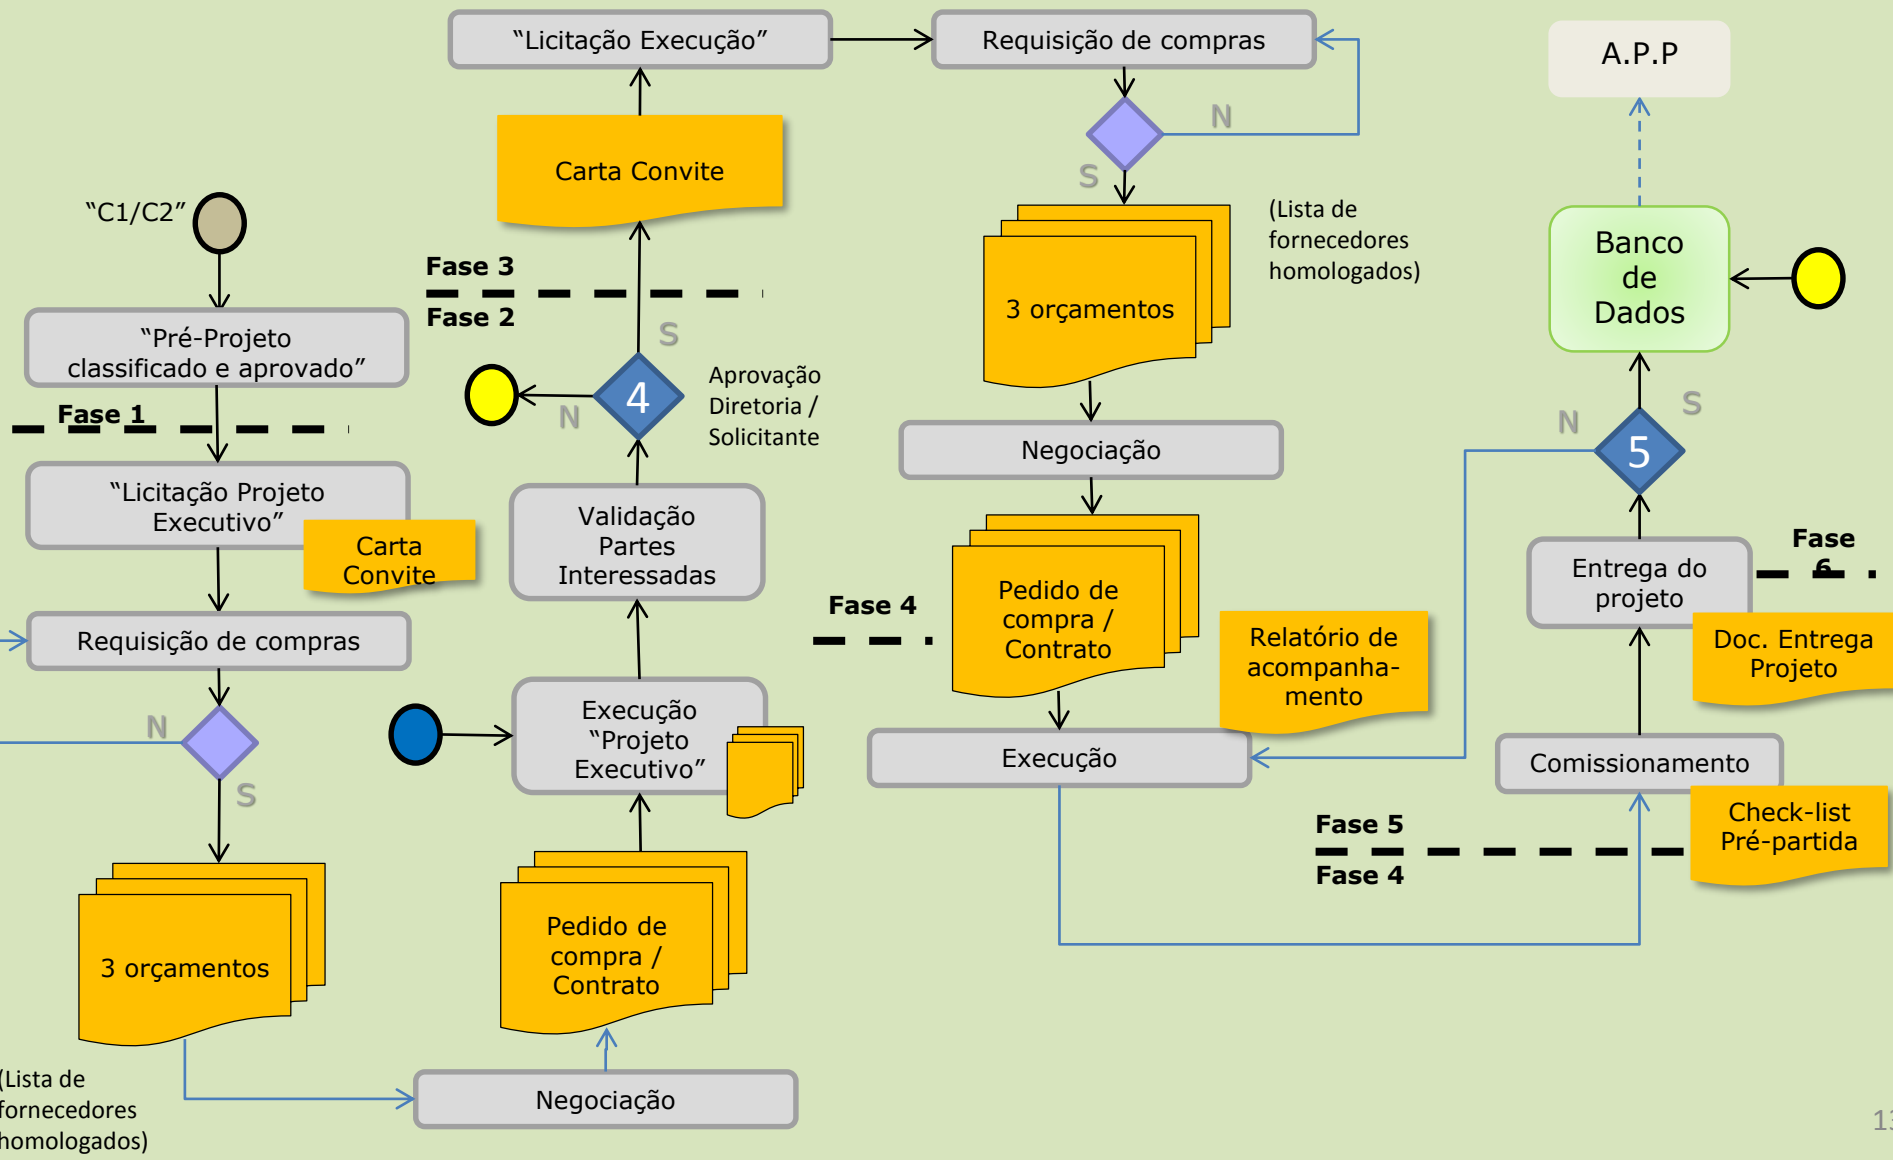 “C1/C2”
“Pré-Projeto
classificado e aprovado”
Fase 1
“Licitação Projeto
Executivo”
Carta
Convite
Requisição de compras
N
S
3 orçamentos
(Lista de
fornecedores
homologados)
Negociação
Pedido de
compra /
Contrato
Execução
“Projeto
Executivo”
Validação
Partes
Interessadas
4
N
S
Aprovação
Diretoria /
Solicitante
Fase 3
Fase 2
Carta Convite
“Licitação Execução”
Requisição de compras
N
S
(Lista de
fornecedores
homologados)
3 orçamentos
Negociação
Fase 4
Pedido de
compra /
Contrato
Relatório de
acompanha-
mento
Execução
Fase 5
Fase 4
Check-list
Pré-partida
Comissionamento
Doc. Entrega
Projeto
Entrega do
projeto
Fase
6
5
N
S
Banco
de
Dados
A.P.P
13